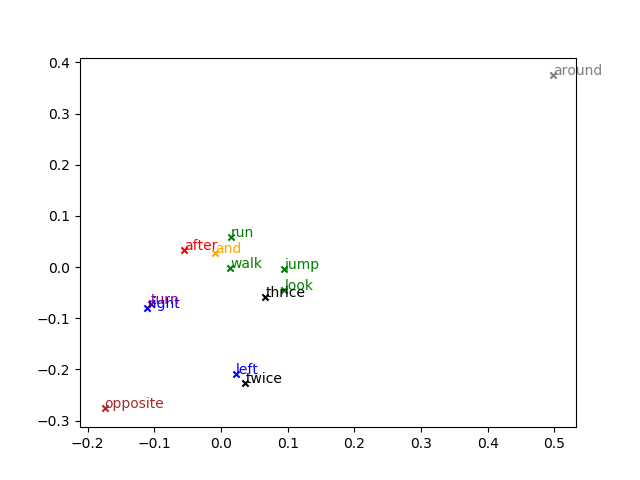 0.4
around
0.3
0.2
0.1
run
after
and
walk
jump
0.0
look
thrice
turn
right
−0.1
left
−0.2
twice
opposite
−0.3
−0.2 −0.1 0.0 0.1 0.2 0.3 0.4 0.5